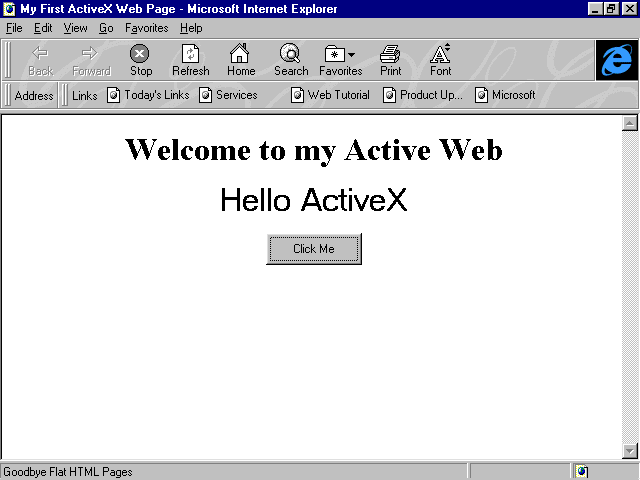 My First ActiveX Web Page - Microsoft Internet Explorer
File Edit View Go Favorites Help
Back Forward Stop Refresh Home Search Favorites Print Font
Address Links Today's Links Services Web Tutorial Product Up... Microsoft
Welcome to my Active Web
Hello ActiveX
Click Me
Goodbye Flat HTML Pages